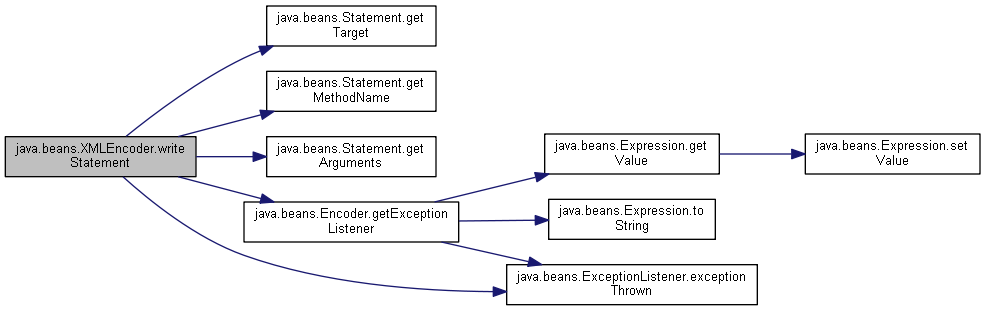 java.beans.Statement.get
Target
java.beans.Statement.get
MethodName
java.beans.XMLEncoder.write
Statement
java.beans.Statement.get
Arguments
java.beans.Encoder.getException
Listener
java.beans.Expression.get
Value
java.beans.Expression.set
Value
java.beans.Expression.to
String
java.beans.ExceptionListener.exception
Thrown